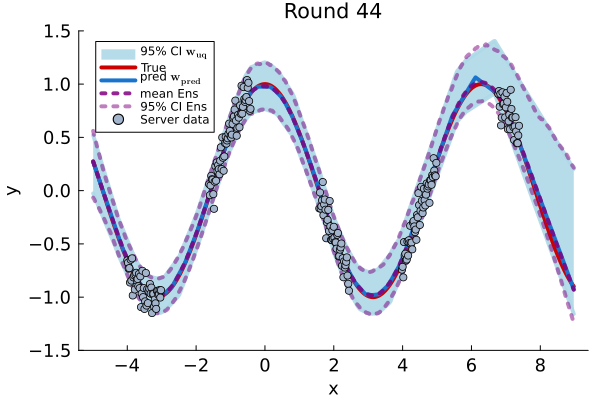 Round 44
95% CI w_uq
True
pred w_pred
mean Ens
95% CI Ens
Server data
y
1.5
1.0
0.5
0.0
−0.5
−1.0
−1.5
−4 −2 0 2 4 6 8
x